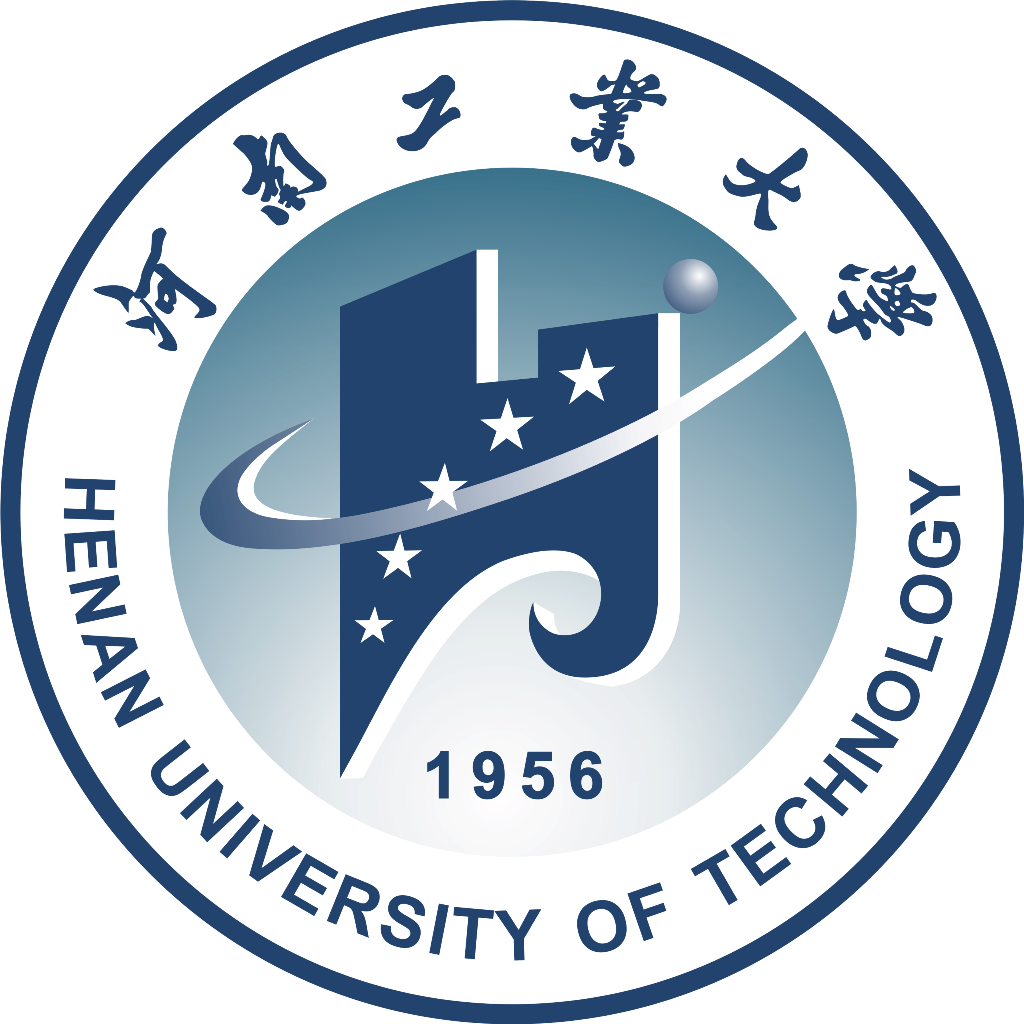 河南工業大學
HENAN UNIVERSITY OF TECHNOLOGY
1956